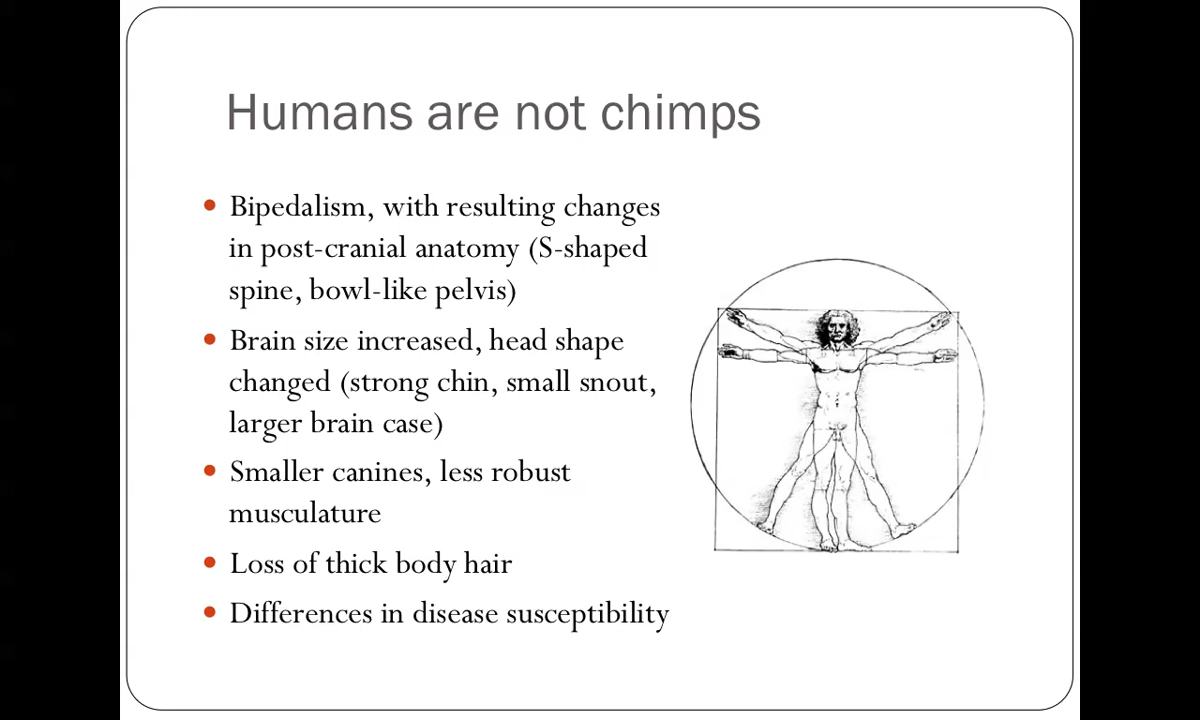 Humans are not chimps
Bipedalism, with resulting changes
in post-cranial anatomy (S-shaped
spine, bowl-like pelvis)
Brain size increased, head shape
changed (strong chin, small snout,
larger brain case)
Smaller canines, less robust
musculature
Loss of thick body hair
Differences in disease susceptibility